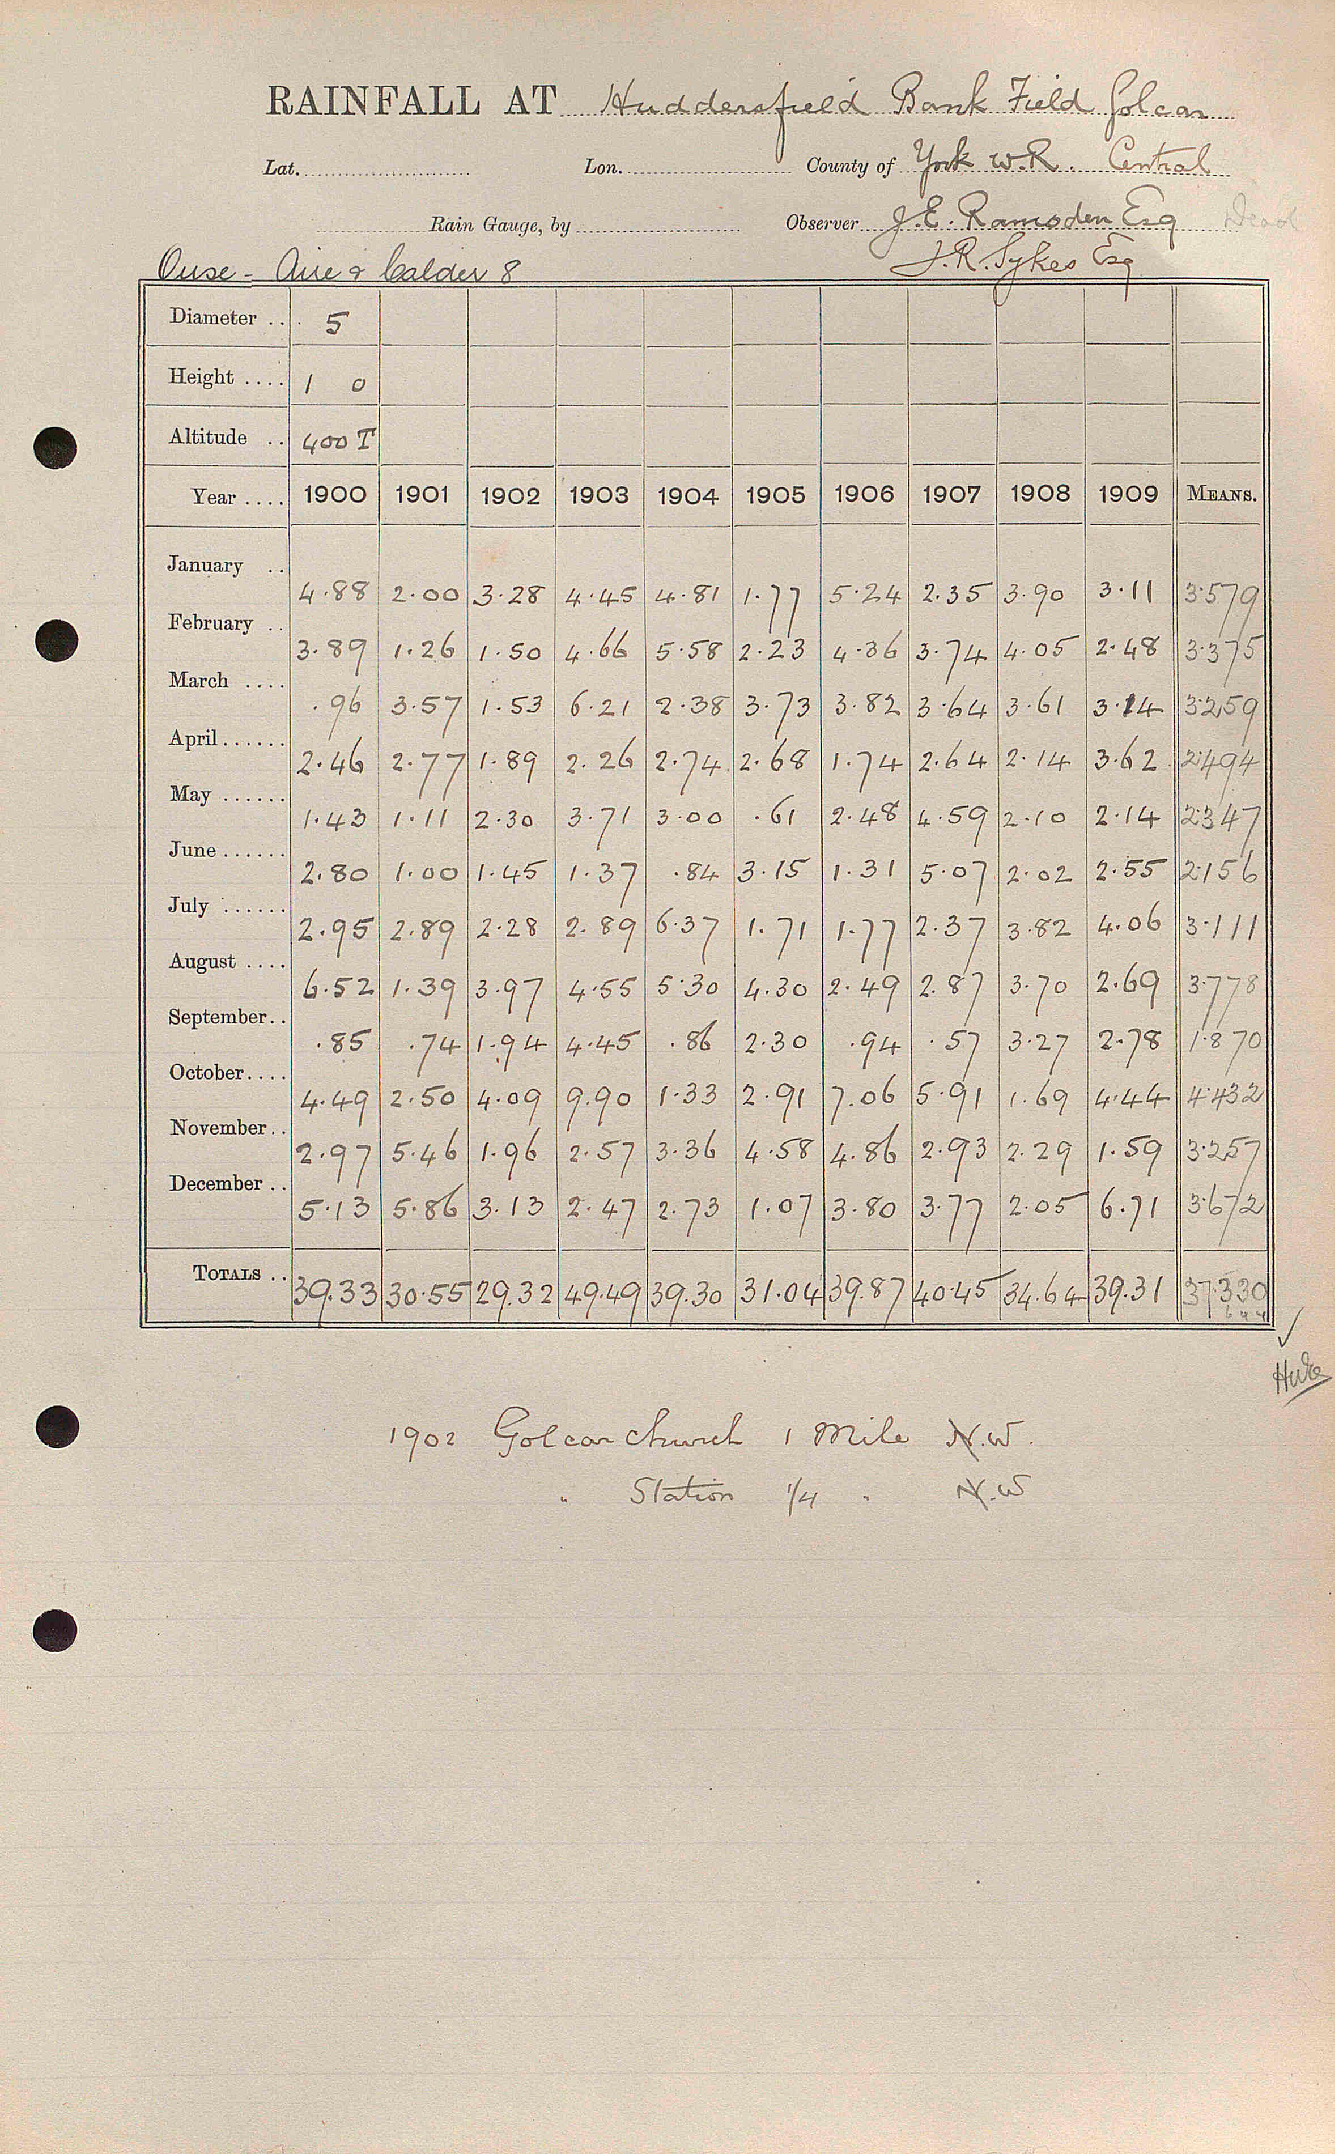 RAINFALL AT Huddersfield Bank Field Golcar
Lat. Lon. County of York W.R. Central
Rain Gauge, by Observer J.E. Ramsden Esq Dead
Ouse - Aire & Calder 8 J.R. Sykes Esq
Diameter .. 5
Height .... 1 0
Altitude .. 400 T
Year .... 1900 1901 1902 1903 1904 1905 1906 1907 1908 1909 MEANS.
January .. 4.88 2.00 3.28 4.45 4.81 1.77 5.24 2.35 3.90 3.11 3.579
February .. 3.89 1.26 1.50 4.66 5.58 2.23 4.36 3.74 4.05 2.48 3.375
March .... .96 3.57 1.53 6.21 2.38 3.73 3.82 3.64 3.61 3.14 3.259
April ...... 2.46 2.77 1.89 2.26 2.74 2.68 1.74 2.64 2.14 3.62 2.494
May ...... 1.43 1.11 2.30 3.71 3.00 .61 2.48 4.59 2.10 2.14 2.347
June ...... 2.80 1.00 1.45 1.37 .84 3.15 1.31 5.07 2.02 2.55 2.156
July ...... 2.95 2.89 2.28 2.89 6.37 1.71 1.77 2.37 3.82 4.06 3.111
August .... 6.52 1.39 3.97 4.55 5.30 4.30 2.49 2.87 3.70 2.69 3.778
September .. .85 .74 1.94 4.45 .86 2.30 .94 .57 3.27 2.78 1.870
October .... 4.49 2.50 4.09 9.90 1.33 2.91 7.06 5.91 1.69 4.44 4.432
November .. 2.97 5.46 1.96 2.57 3.36 4.58 4.86 2.93 2.29 1.59 3.257
December .. 5.13 5.86 3.13 2.47 2.73 1.07 3.80 3.77 2.05 6.71 3.672
TOTALS .. 39.33 30.55 29.32 49.49 39.30 31.04 39.87 40.45 34.64 39.31 37.330
✓
1902 Golcar Church 1 Mile N.W.
" Station 1/4 " N.W